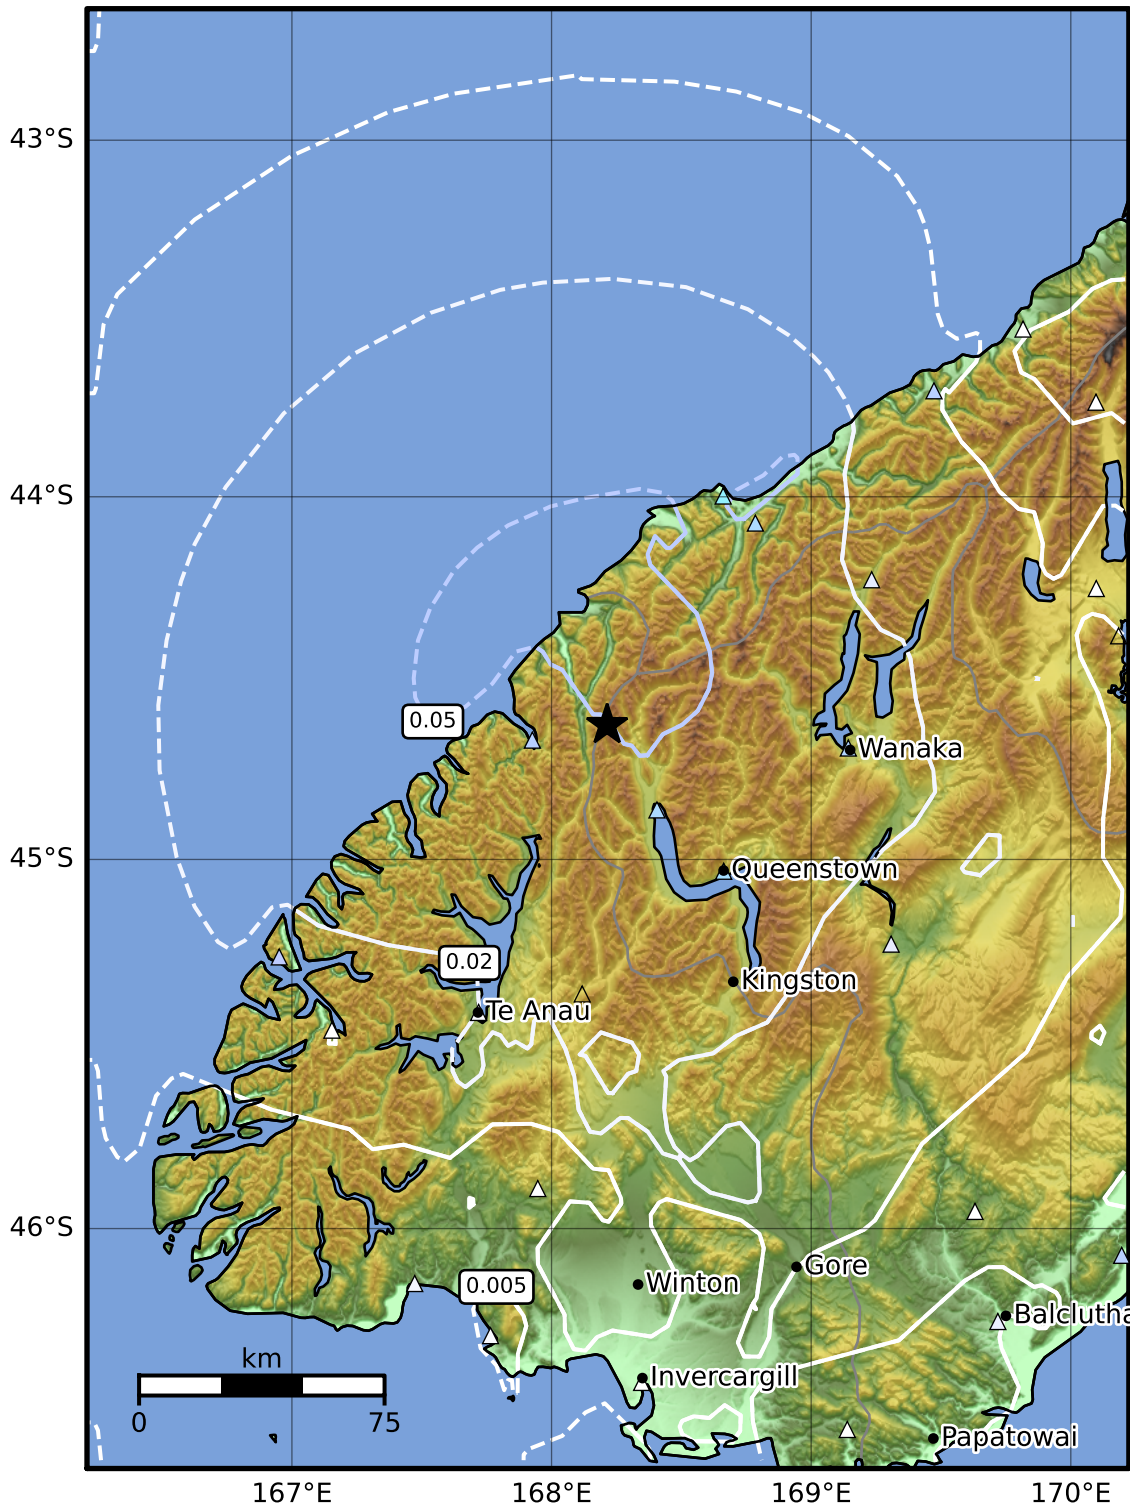 43°S
44°S
0.05
Wanaka
45°S
Queenstown
0.02
Kingston
Te Anau
46°S
Gore
0.005
Winton
Balclutha
km
Invercargill
0 75
Papatowai
167°E 168°E 169°E 170°E